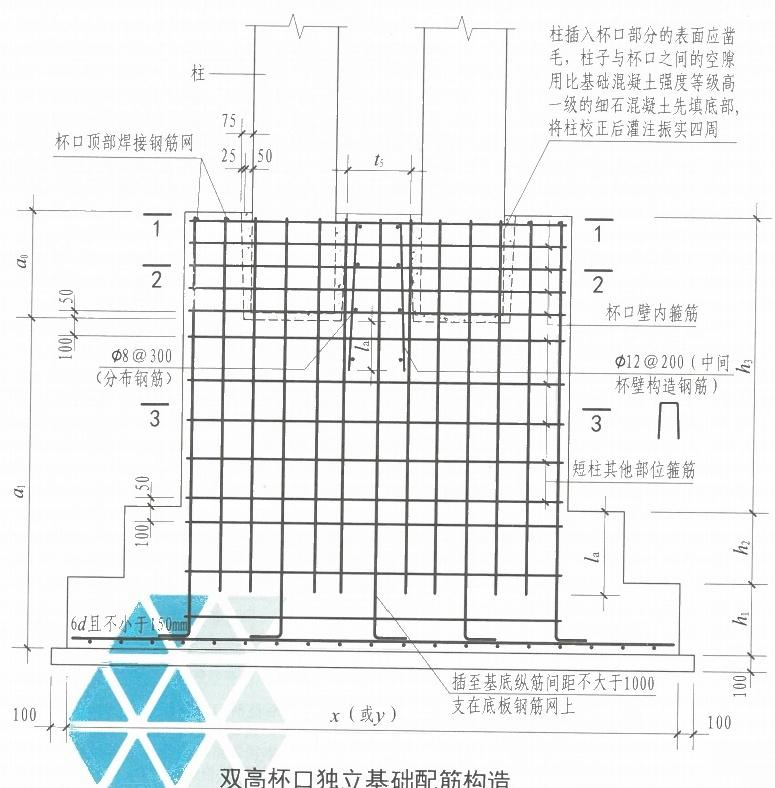 柱插入杯口部分的表面应凿
毛，柱子与杯口之间的空隙
用比基础混凝土强度等级高
一级的细石混凝土先填底部，
将柱校正后灌注振实四周
柱
75
杯口顶部焊接钢筋网
25 50
t5
1 1
a0
2 2
50
杯口壁内箍筋
100
la
ϕ8@300
（分布钢筋）
ϕ12@200（中间
杯壁构造钢筋）
h3
3 3
短柱其他部位箍筋
a1
50
100
la
h2
h1
6d且不小于150mm
插至基底纵筋间距不大于1000
支在底板钢筋网上
100
100 x（或y） 100
双高杯口独立基础配筋构造